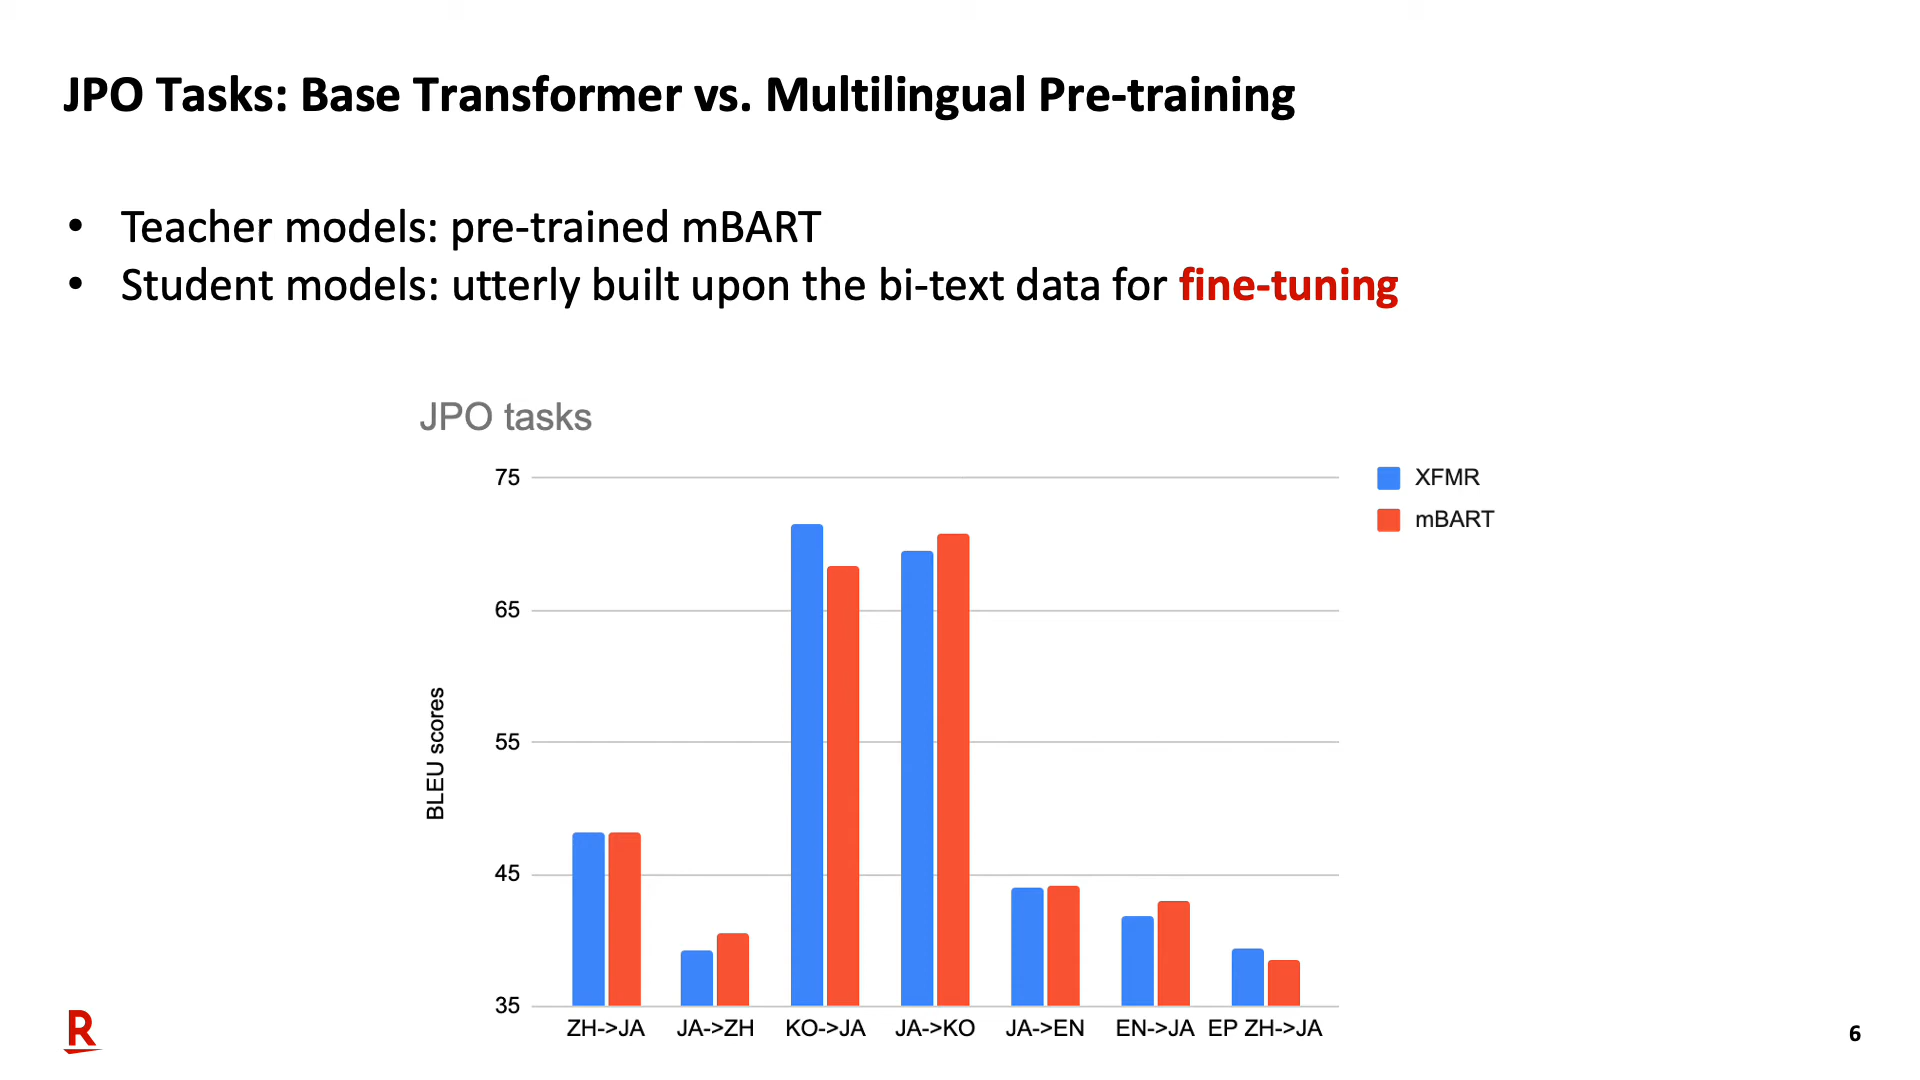 JPO Tasks: Base Transformer vs. Multilingual Pre-training
• Teacher models: pre-trained mBART
• Student models: utterly built upon the bi-text data for fine-tuning
JPO tasks
75
65
55
45
35
BLEU scores
XFMR
mBART
ZH->JA JA->ZH KO->JA JA->KO JA->EN EN->JA EP ZH->JA
R
6